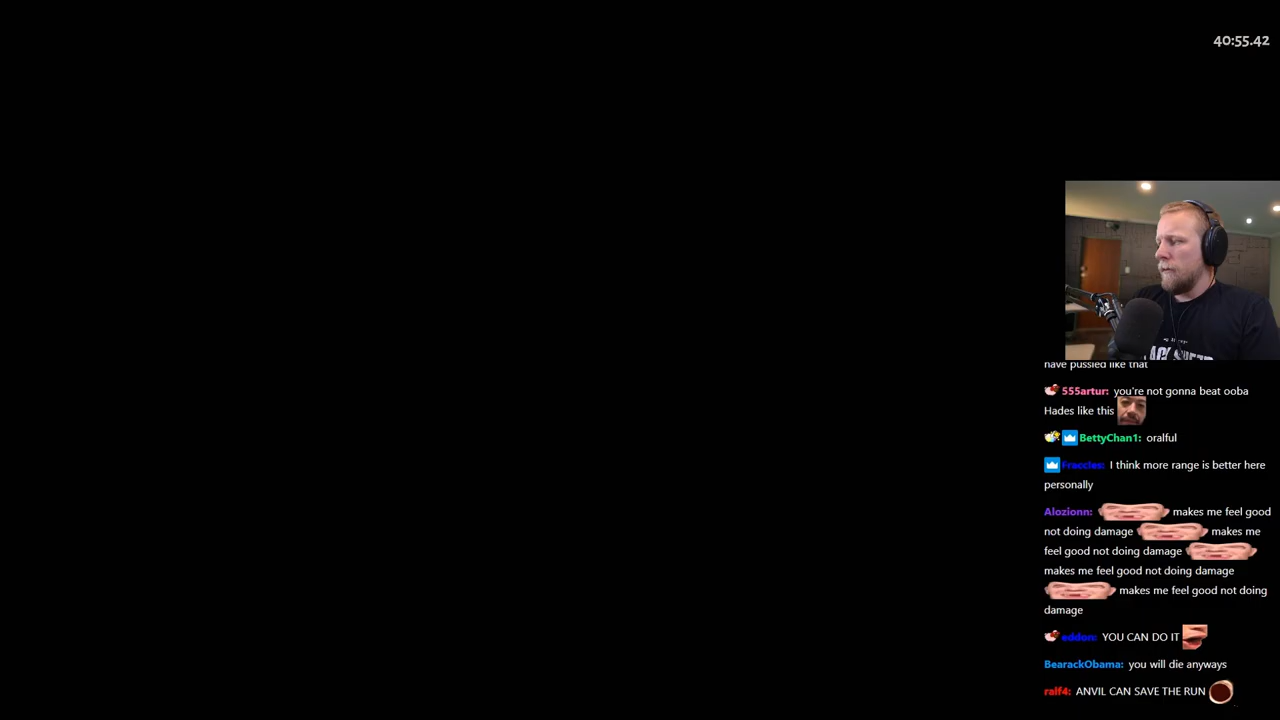 40:55.42
have pussied like that
555artur: you're not gonna beat ooba
Hades like this
BettyChan1: oralful
Fraccles: I think more range is better here
personally
Alozionn: makes me feel good
not doing damage makes me
feel good not doing damage
makes me feel good not doing damage
makes me feel good not doing
damage
eddon: YOU CAN DO IT
BearackObama: you will die anyways
ralf4: ANVIL CAN SAVE THE RUN